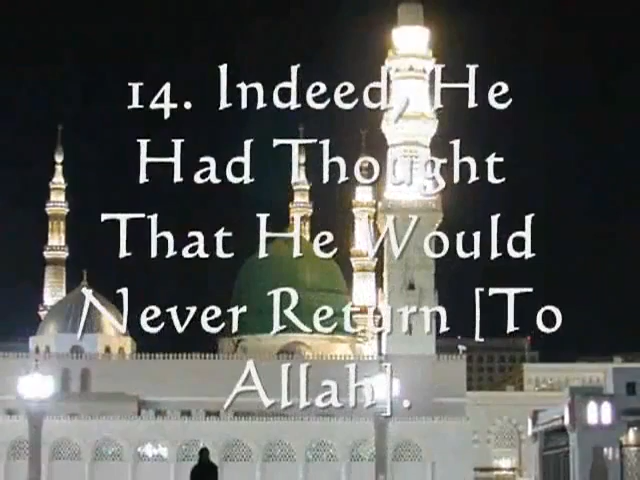 14. Indeed, He
Had Thought
That He Would
Never Return [To
Allah].